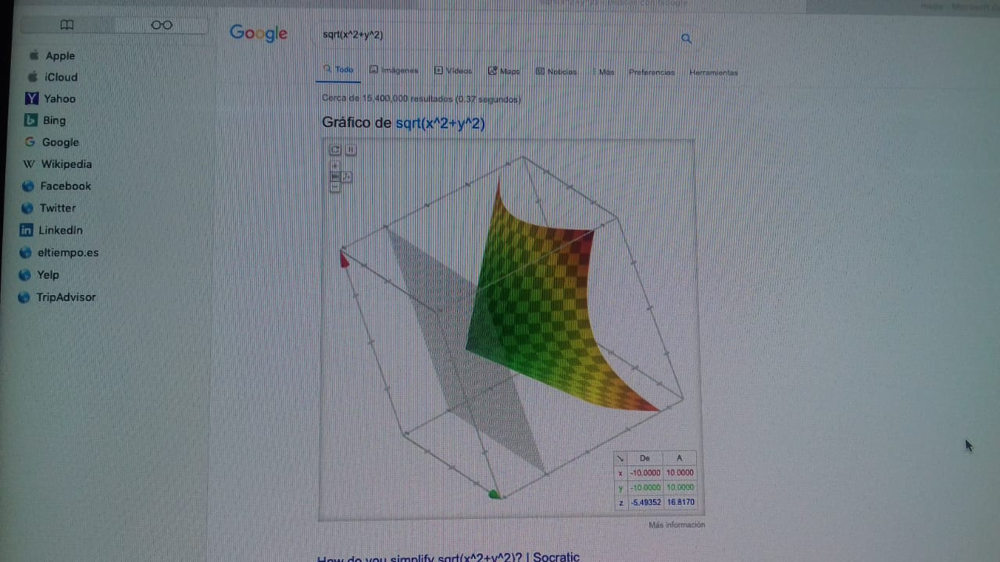 Google
sqrt(x^2+y^2)
Apple
iCloud
Yahoo
Bing
Google
Wikipedia
Facebook
Twitter
LinkedIn
eltiempo.es
Yelp
TripAdvisor
Todo Imágenes Vídeos Maps Noticias Más Preferencias Herramientas
Cerca de 15,400,000 resultados (0.37 segundos)
Gráfico de sqrt(x^2+y^2)
De A
x -10.0000 10.0000
y -10.0000 10.0000
z -5.49352 16.8170
Más información
How do you simplify sqrt(x^2+y^2)? | Socratic